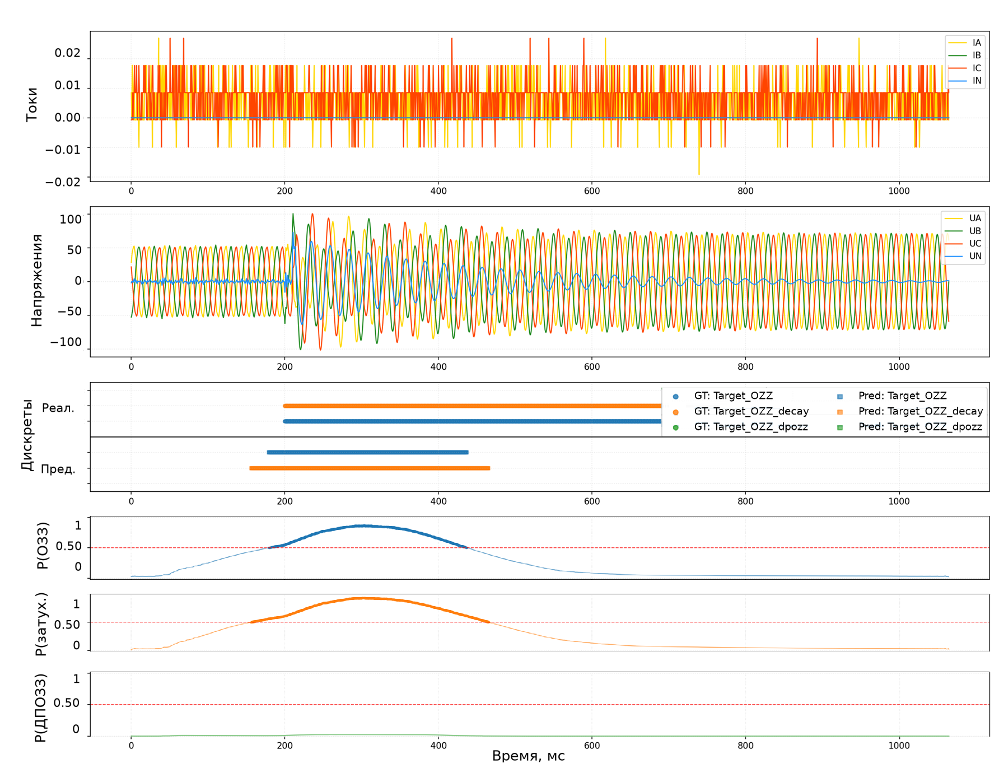 Токи
0.02
0.01
0.00
−0.01
−0.02
IA
IB
IC
IN
0 200 400 600 800 1000
Напряжения
100
50
0
−50
−100
UA
UB
UC
UN
0 200 400 600 800 1000
Дискреты
Реал.
Пред.
GT: Target_OZZ Pred: Target_OZZ
GT: Target_OZZ_decay Pred: Target_OZZ_decay
GT: Target_OZZ_dpozz Pred: Target_OZZ_dpozz
0 200 400 600 800 1000
P(ОЗЗ)
1
0.50
0
P(затух.)
1
0.50
0
P(ДПОЗЗ)
1
0.50
0
0 200 400 600 800 1000
Время, мс